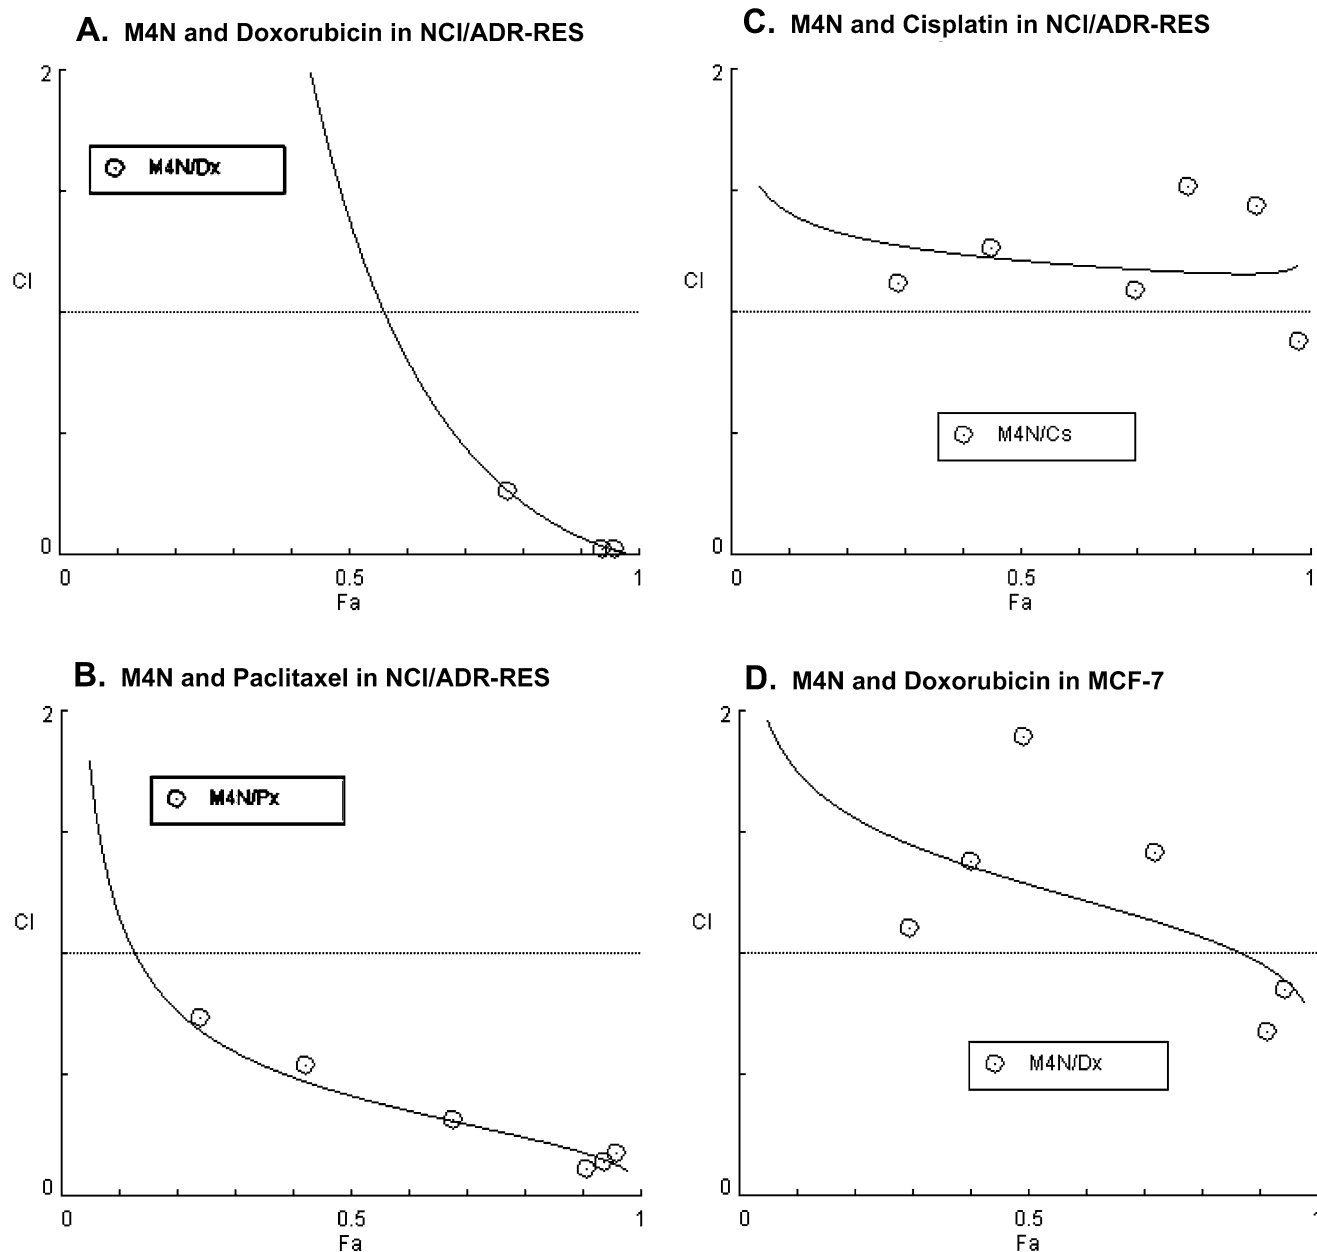 A. M4N and Doxorubicin in NCI/ADR-RES
2
M4N/Dx
CI
0
0 0.5 1
Fa
C. M4N and Cisplatin in NCI/ADR-RES
2
CI
M4N/Cs
0
0 0.5 1
Fa
B. M4N and Paclitaxel in NCI/ADR-RES
2
M4N/Px
CI
0
0 0.5 1
Fa
D. M4N and Doxorubicin in MCF-7
2
CI
M4N/Dx
0
0 0.5 1
Fa